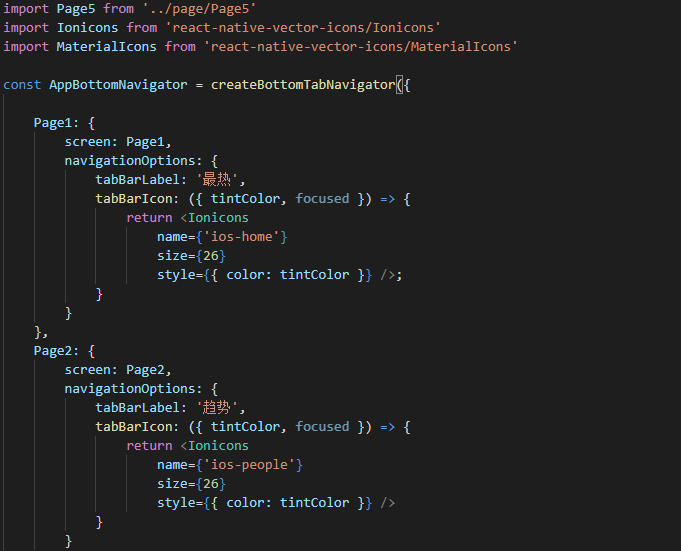 import Page5 from '../page/Page5'
import Ionicons from 'react-native-vector-icons/Ionicons'
import MaterialIcons from 'react-native-vector-icons/MaterialIcons'
const AppBottomNavigator = createBottomTabNavigator({
Page1: {
screen: Page1,
navigationOptions: {
tabBarLabel: '最热',
tabBarIcon: ({ tintColor, focused }) => {
return <Ionicons
name={'ios-home'}
size={26}
style={{ color: tintColor }} />;
}
}
},
Page2: {
screen: Page2,
navigationOptions: {
tabBarLabel: '趋势',
tabBarIcon: ({ tintColor, focused }) => {
return <Ionicons
name={'ios-people'}
size={26}
style={{ color: tintColor }} />
}
}